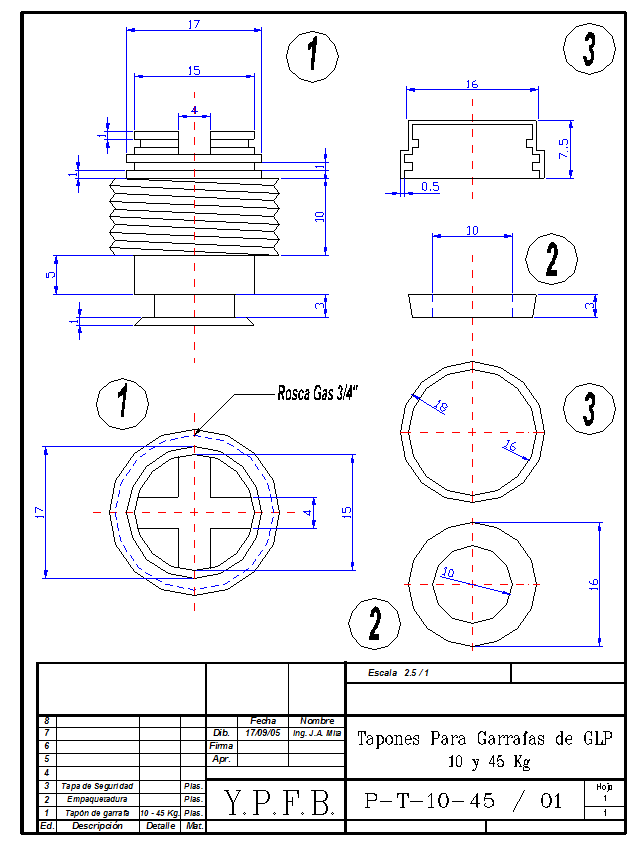 17
1
3
15
16
4
1
7.5
1
1
0.5
10
10
2
5
3
3
1
1
Rosca Gas 3/4"
18
3
16
17
4
15
10
16
2
Escala 2.5 / 1
8 Fecha Nombre
7 Dib. 17/09/05 Ing. J.A. Mita
6 Firma
5 Apr.
4
Tapones Para Garrafas de GLP
10 y 45 Kg
3 Tapa de Seguridad Plas.
2 Empaquetadura Plas.
1 Tapón de garrafa 10 - 45 Kg. Plas.
Ed. Descripción Detalle Mat.
Y.P.F.B.
P-T-10-45 / 01
Hoja
1
1